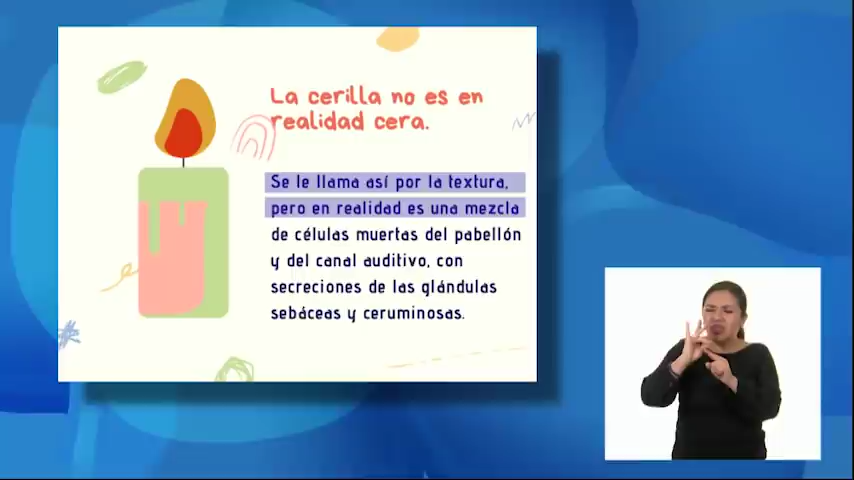 La cerilla no es en
realidad cera.
Se le llama así por la textura,
pero en realidad es una mezcla
de células muertas del pabellón
y del canal auditivo, con
secreciones de las glándulas
sebáceas y ceruminosas.